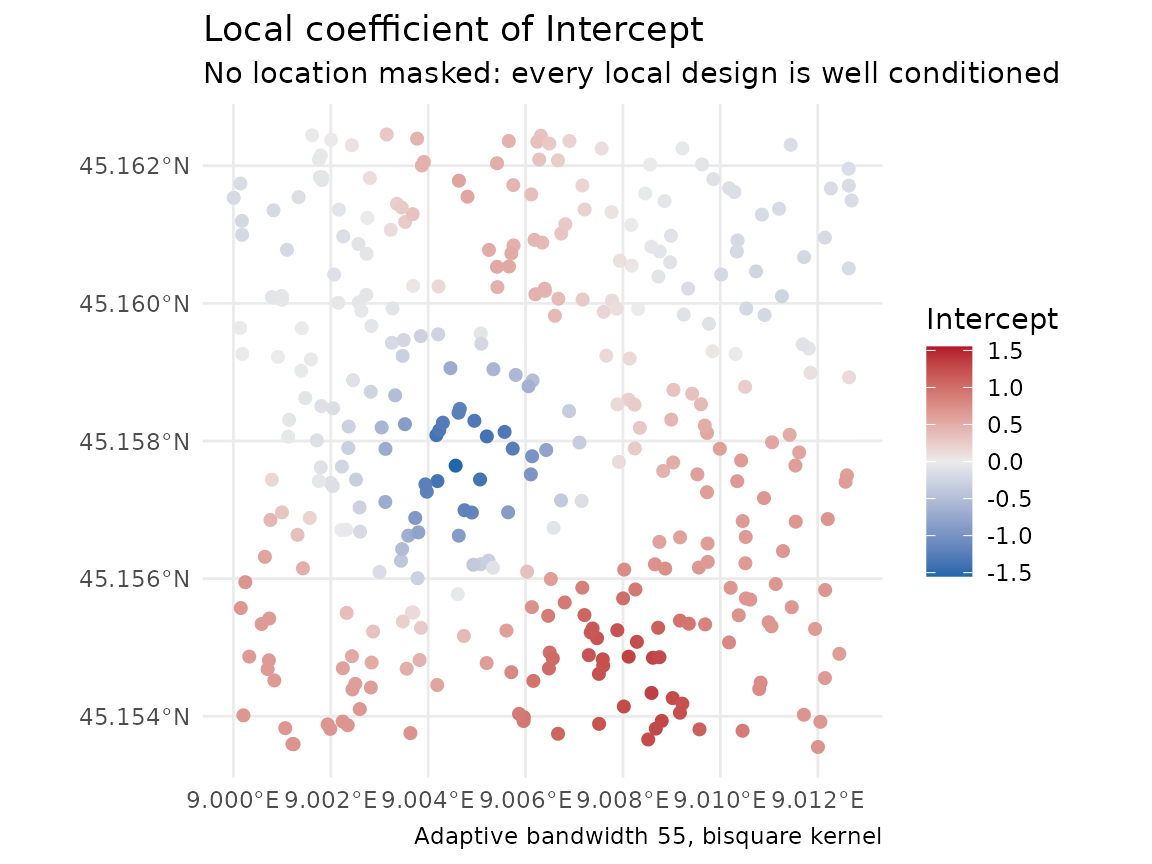 Local coefficient of Intercept
No location masked: every local design is well conditioned
45.162°N
45.160°N
45.158°N
45.156°N
45.154°N
9.000°E 9.002°E 9.004°E 9.006°E 9.008°E 9.010°E 9.012°E
Intercept
1.5
1.0
0.5
0.0
-0.5
-1.0
-1.5
Adaptive bandwidth 55, bisquare kernel